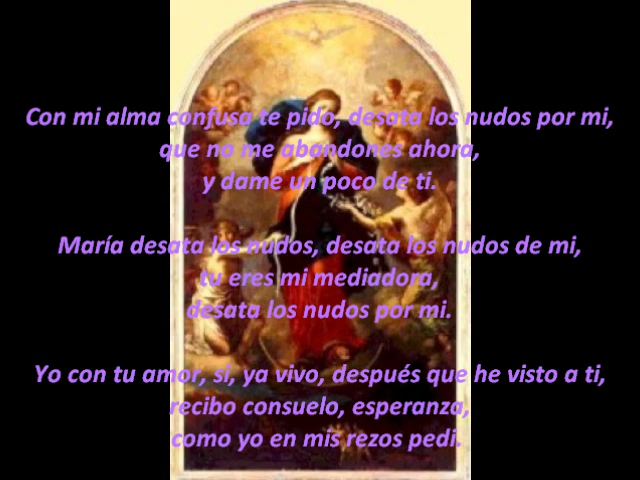 Con mi alma confusa te pido, desata los nudos por mi,
que no me abandones ahora,
y dame un poco de ti.
María desata los nudos, desata los nudos de mi,
tu eres mi mediadora,
desata los nudos por mi.
Yo con tu amor, si, ya vivo, después que he visto a ti,
recibo consuelo, esperanza,
como yo en mis rezos pedi.